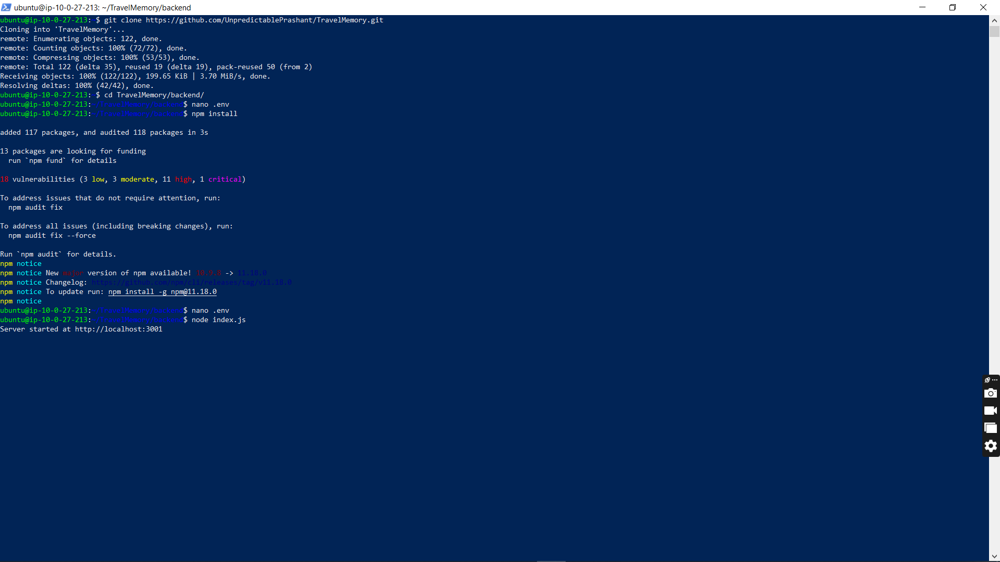 ubuntu@ip-10-0-27-213: ~/TravelMemory/backend
ubuntu@ip-10-0-27-213: $ git clone https://github.com/UnpredictablePrashant/TravelMemory.git
Cloning into 'TravelMemory'...
remote: Enumerating objects: 122, done.
remote: Counting objects: 100% (72/72), done.
remote: Compressing objects: 100% (53/53), done.
remote: Total 122 (delta 35), reused 19 (delta 19), pack-reused 50 (from 2)
Receiving objects: 100% (122/122), 199.65 KiB | 3.70 MiB/s, done.
Resolving deltas: 100% (42/42), done.
ubuntu@ip-10-0-27-213: $ cd TravelMemory/backend/
ubuntu@ip-10-0-27-213:~/TravelMemory/backend$ nano .env
ubuntu@ip-10-0-27-213:~/TravelMemory/backend$ npm install
added 117 packages, and audited 118 packages in 3s
13 packages are looking for funding
  run `npm fund` for details
18 vulnerabilities (3 low, 3 moderate, 11 high, 1 critical)
To address issues that do not require attention, run:
  npm audit fix
To address all issues (including breaking changes), run:
  npm audit fix --force
Run `npm audit` for details.
npm notice
npm notice New major version of npm available! 10.9.8 -> 11.18.0
npm notice Changelog: https://github.com/npm/cli/releases/tag/v11.18.0
npm notice To update run: npm install -g npm@11.18.0
npm notice
ubuntu@ip-10-0-27-213:~/TravelMemory/backend$ nano .env
ubuntu@ip-10-0-27-213:~/TravelMemory/backend$ node index.js
Server started at http://localhost:3001